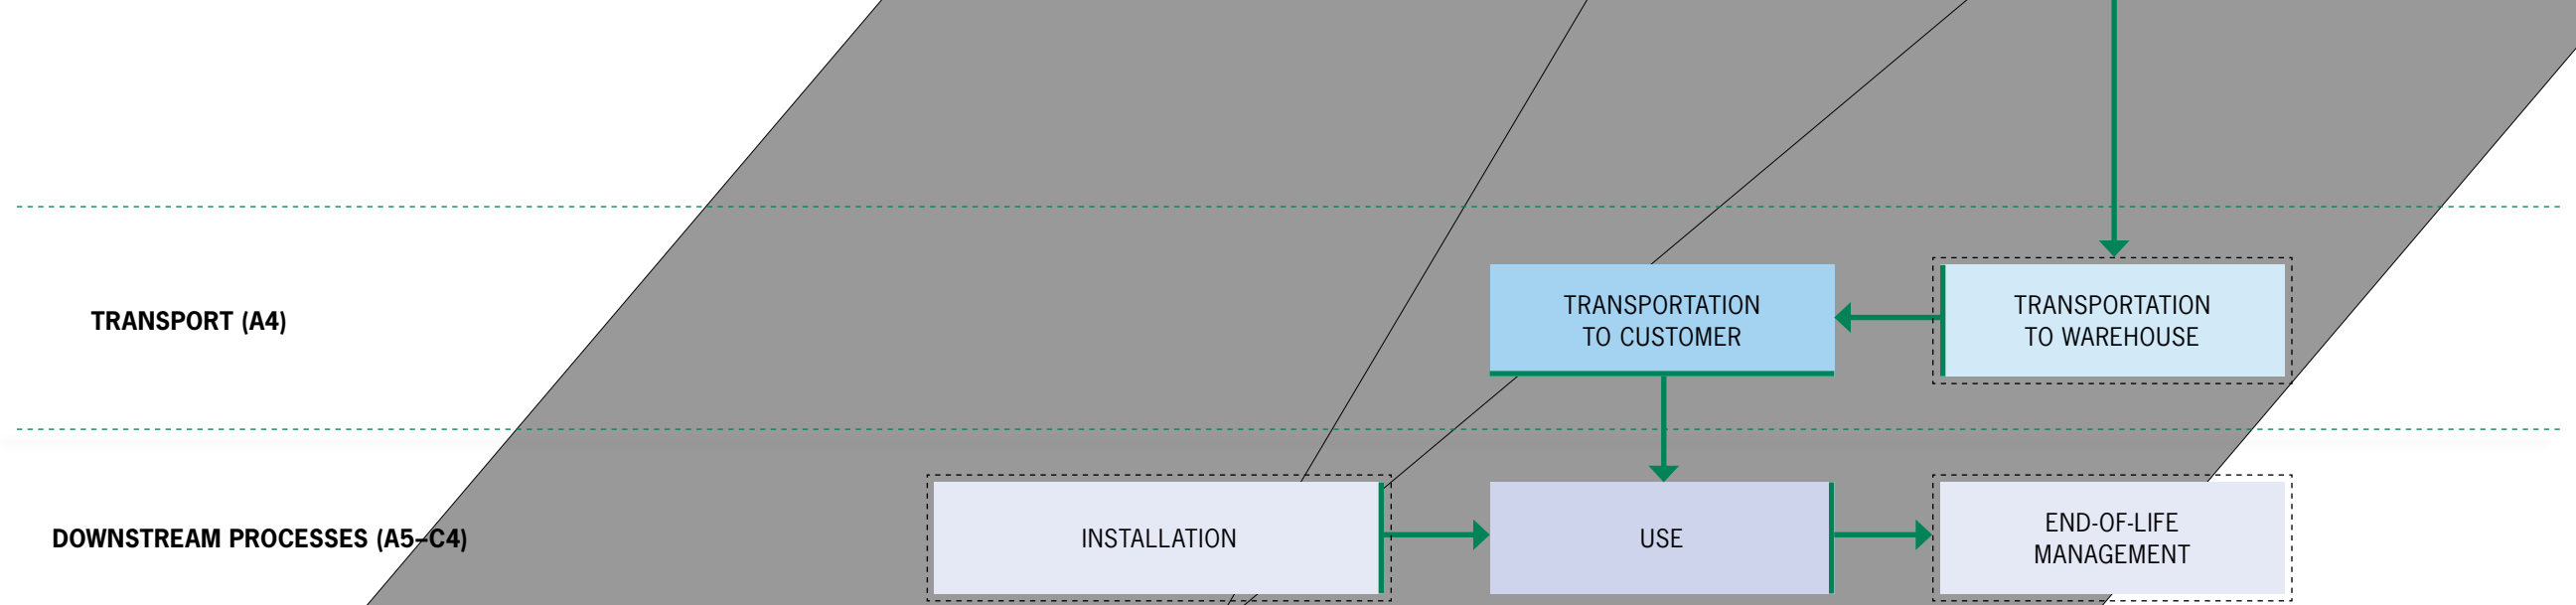 TRANSPORT (A4)
TRANSPORTATION
TO CUSTOMER
TRANSPORTATION
TO WAREHOUSE
DOWNSTREAM PROCESSES (A5–C4)
INSTALLATION
USE
END-OF-LIFE
MANAGEMENT